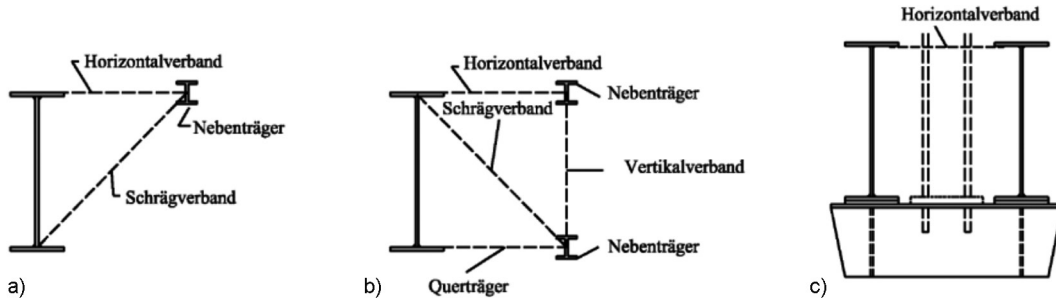 a)
Horizontalverband
Nebenträger
Schrägverband
b)
Horizontalverband
Nebenträger
Schrägverband
Vertikalverband
Nebenträger
Querträger
c)
Horizontalverband